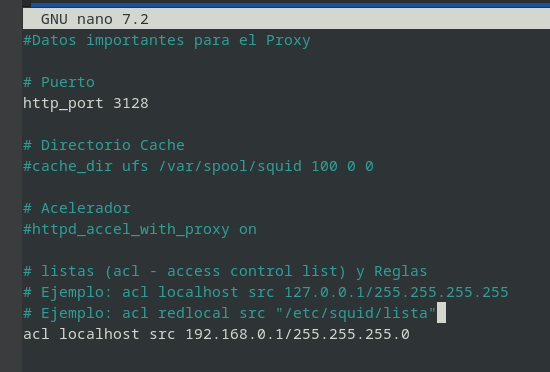 GNU nano 7.2
#Datos importantes para el Proxy
# Puerto
http_port 3128
# Directorio Cache
#cache_dir ufs /var/spool/squid 100 0 0
# Acelerador
#httpd_accel_with_proxy on
# listas (acl - access control list) y Reglas
# Ejemplo: acl localhost src 127.0.0.1/255.255.255.255
# Ejemplo: acl redlocal src "/etc/squid/lista"
acl localhost src 192.168.0.1/255.255.255.0